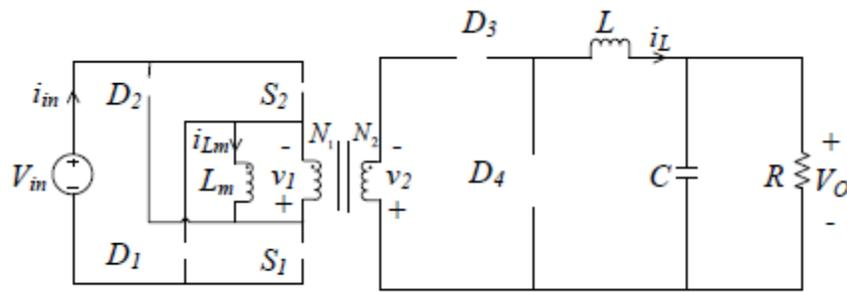 D3
L
iL
iin
D2
S2
N1
N2
iLm
-
-
+
Vin
+
-
Lm
v1
v2
D4
C
R
VO
+
+
-
D1
S1